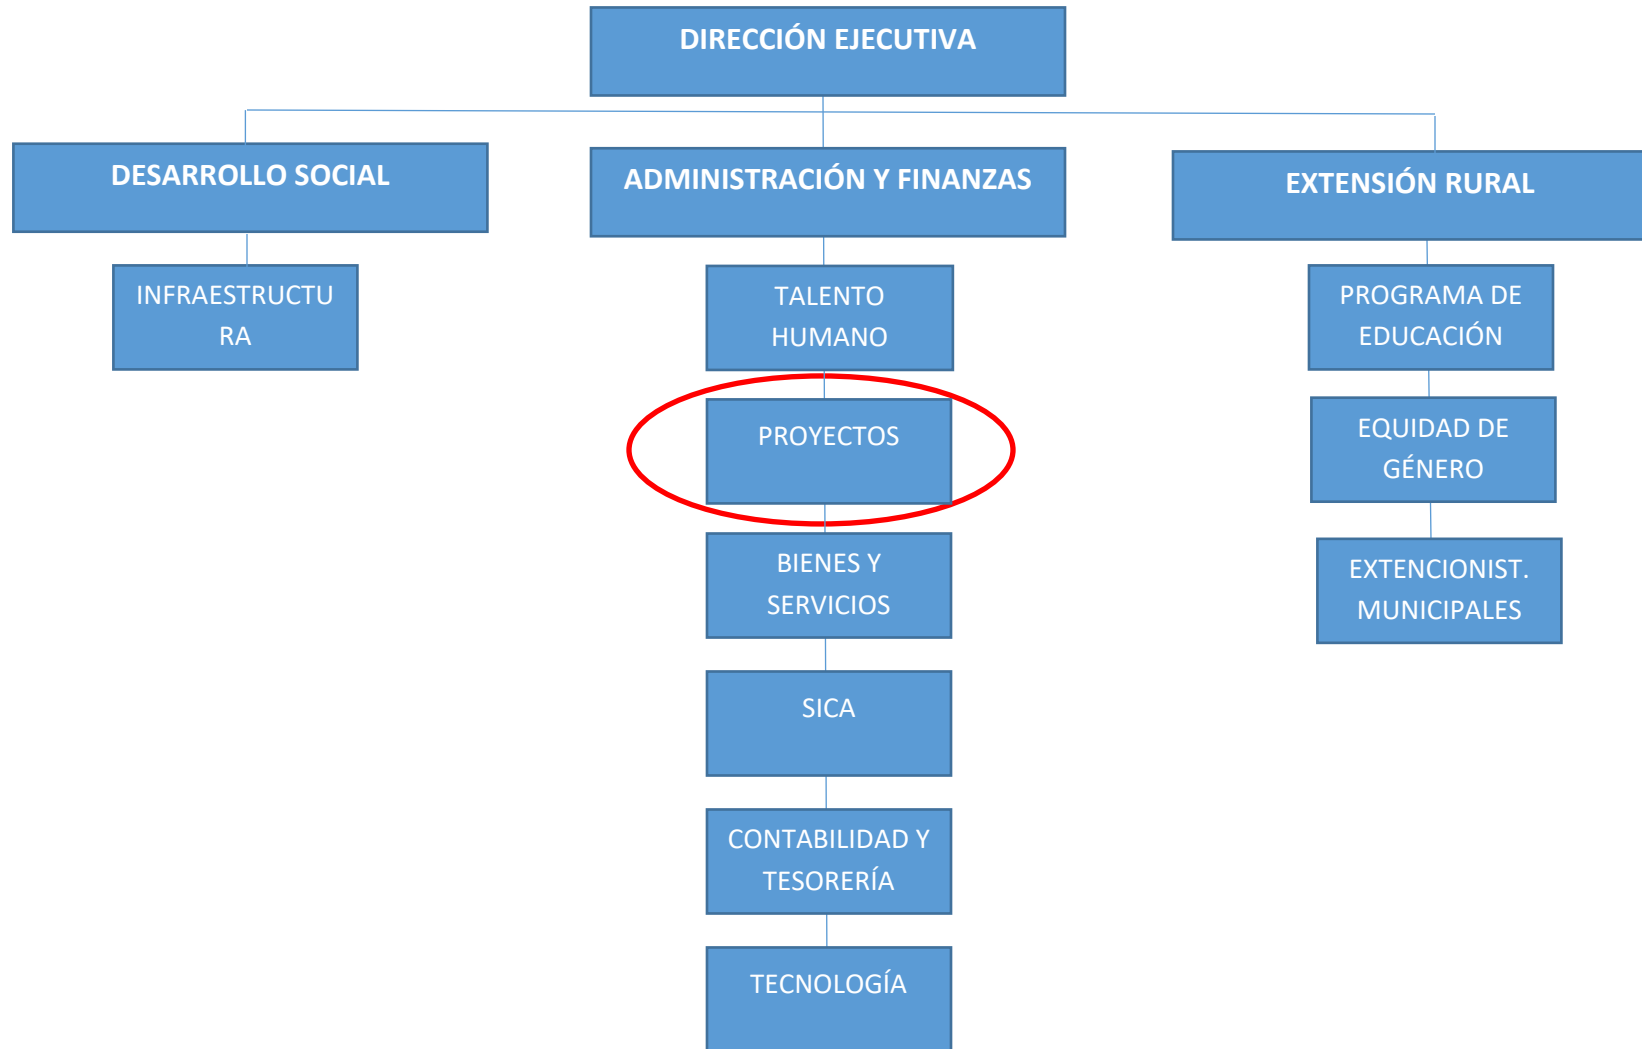 DIRECCIÓN EJECUTIVA
DESARROLLO SOCIAL
ADMINISTRACIÓN Y FINANZAS
EXTENSIÓN RURAL
INFRAESTRUCTU
RA
TALENTO
HUMANO
PROYECTOS
BIENES Y
SERVICIOS
SICA
CONTABILIDAD Y
TESORERÍA
TECNOLOGÍA
PROGRAMA DE
EDUCACIÓN
EQUIDAD DE
GÉNERO
EXTENCIONIST.
MUNICIPALES